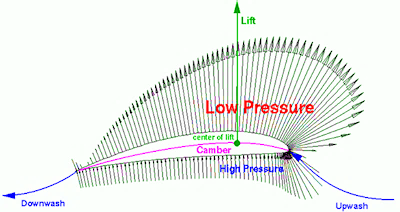 Lift
Low Pressure
center of lift
Camber
High Pressure
Downwash
Upwash